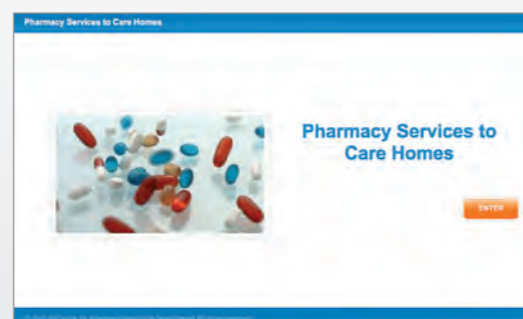 Pharmacy Services to Care Homes
Pharmacy Services to
Care Homes
ENTER